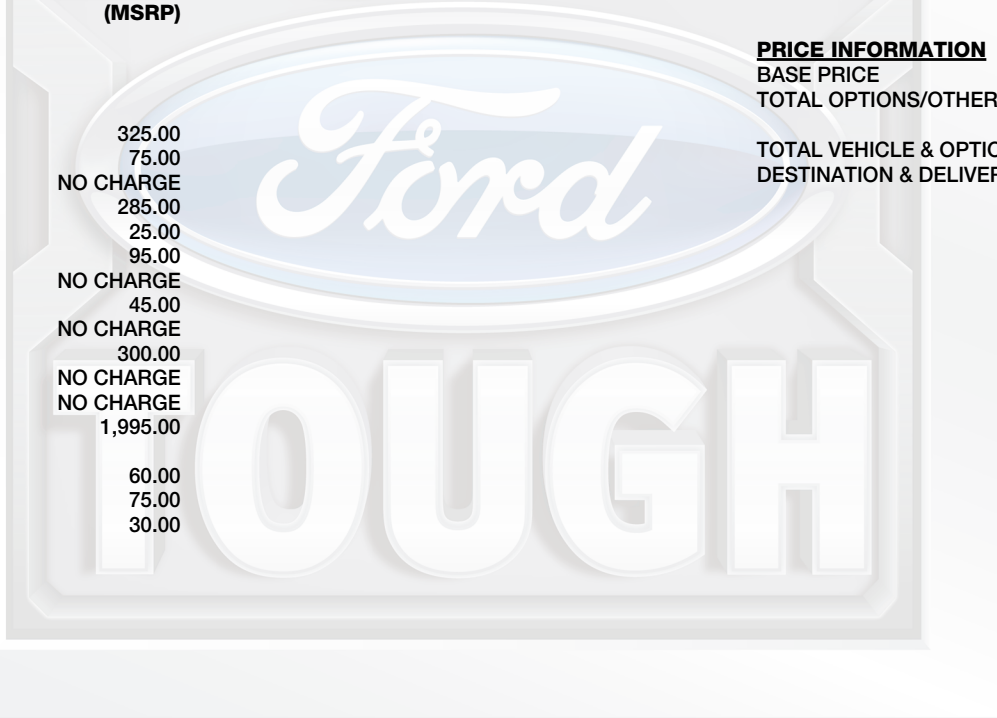 (MSRP)
325.00
75.00
NO CHARGE
285.00
25.00
95.00
NO CHARGE
45.00
NO CHARGE
300.00
NO CHARGE
NO CHARGE
1,995.00
60.00
75.00
30.00
PRICE INFORMATION
BASE PRICE
TOTAL OPTIONS/OTHER
TOTAL VEHICLE & OPTIO
DESTINATION & DELIVER
Ford
TOUGH